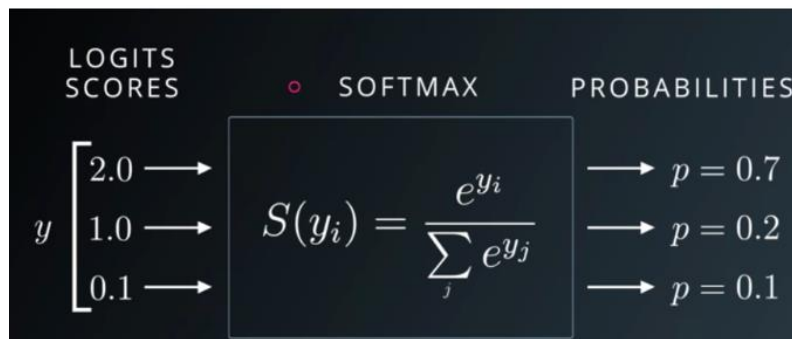 LOGITS
SCORES
SOFTMAX
PROBABILITIES
y
2.0
1.0
0.1
S(y_i) = e^{y_i} / \sum_j e^{y_j}
p = 0.7
p = 0.2
p = 0.1